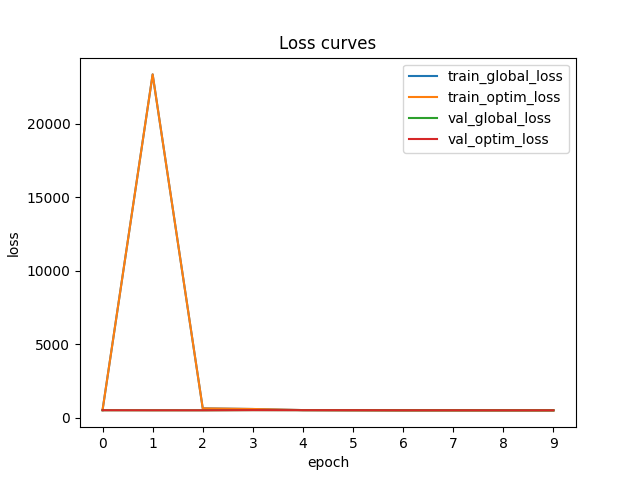 Loss curves
train_global_loss
train_optim_loss
val_global_loss
val_optim_loss
20000
15000
10000
5000
0
loss
0 1 2 3 4 5 6 7 8 9
epoch